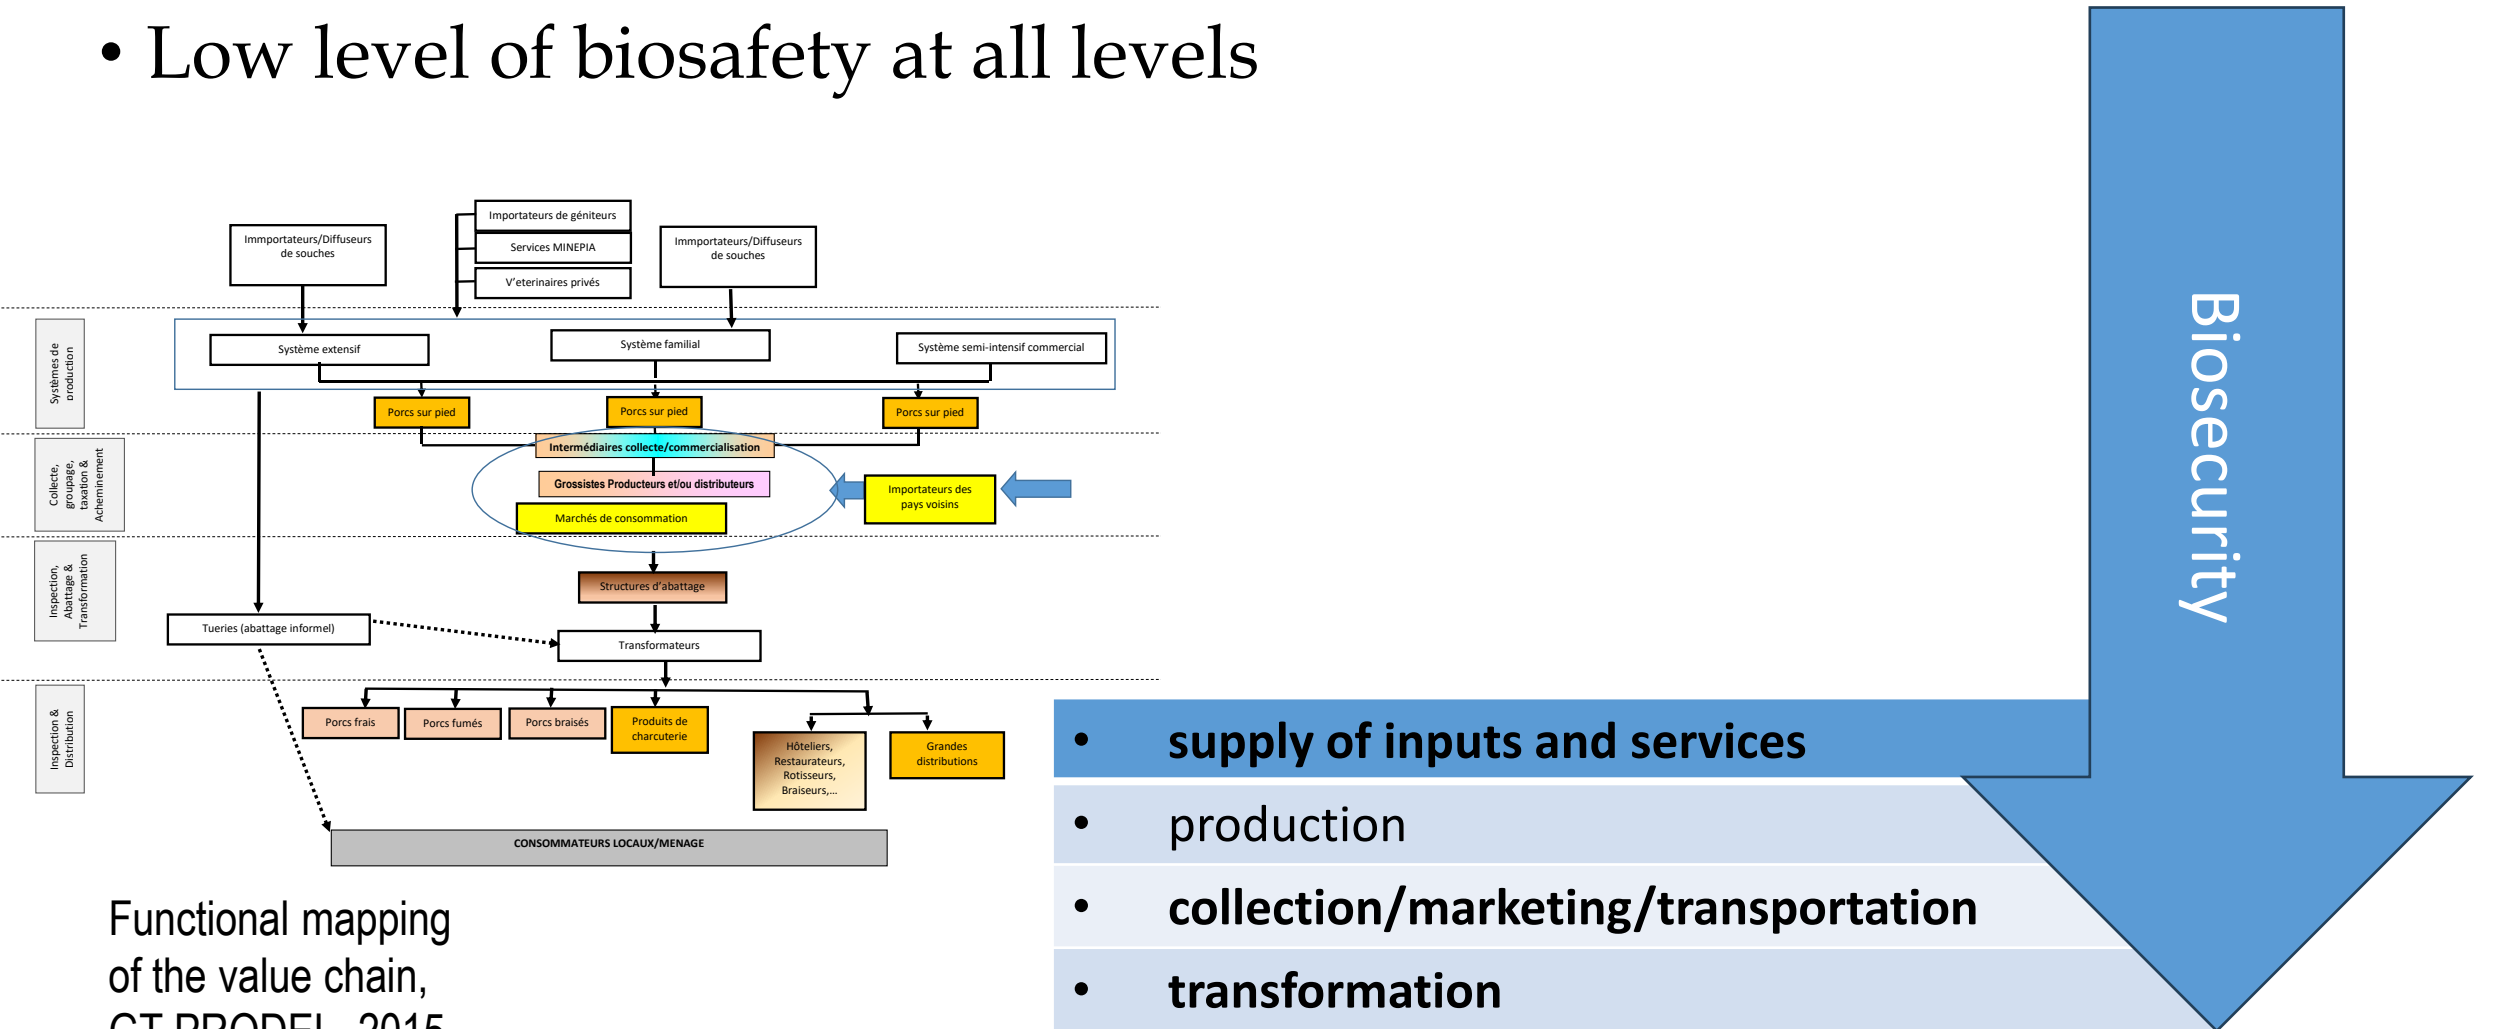 • Low level of biosafety at all levels
Importateurs de géniteurs
Immportateurs/Diffuseurs
de souches
Services MINEPIA
Immportateurs/Diffuseurs
de souches
V'eterinaires privés
Systèmes de
production
Système extensif
Système familial
Système semi-intensif commercial
Porcs sur pied
Porcs sur pied
Porcs sur pied
Collecte,
groupage,
taxation &
Acheminement
Intermédiaires collecte/commercialisation
Grossistes Producteurs et/ou distributeurs
Marchés de consommation
Importateurs des
pays voisins
Inspection,
Abattage &
Transformation
Structures d'abattage
Tueries (abattage informel)
Transformateurs
Inspection &
Distribution
Porcs frais
Porcs fumés
Porcs braisés
Produits de
charcuterie
Hôteliers,
Restaurateurs,
Rotisseurs,
Braiseurs,...
Grandes
distributions
CONSOMMATEURS LOCAUX/MENAGE
Functional mapping
of the value chain,
GT PRODEL, 2015
Biosecurity
• supply of inputs and services
• production
• collection/marketing/transportation
• transformation